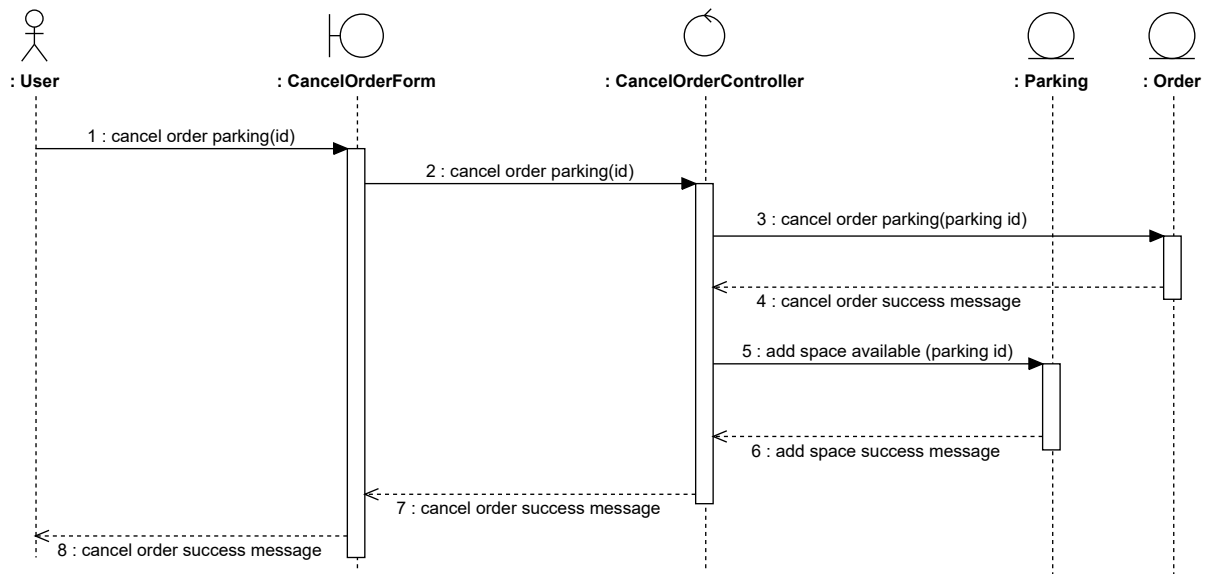 : User
: CancelOrderForm
: CancelOrderController
: Parking
: Order
1 : cancel order parking(id)
2 : cancel order parking(id)
3 : cancel order parking(parking id)
4 : cancel order success message
5 : add space available (parking id)
6 : add space success message
7 : cancel order success message
8 : cancel order success message